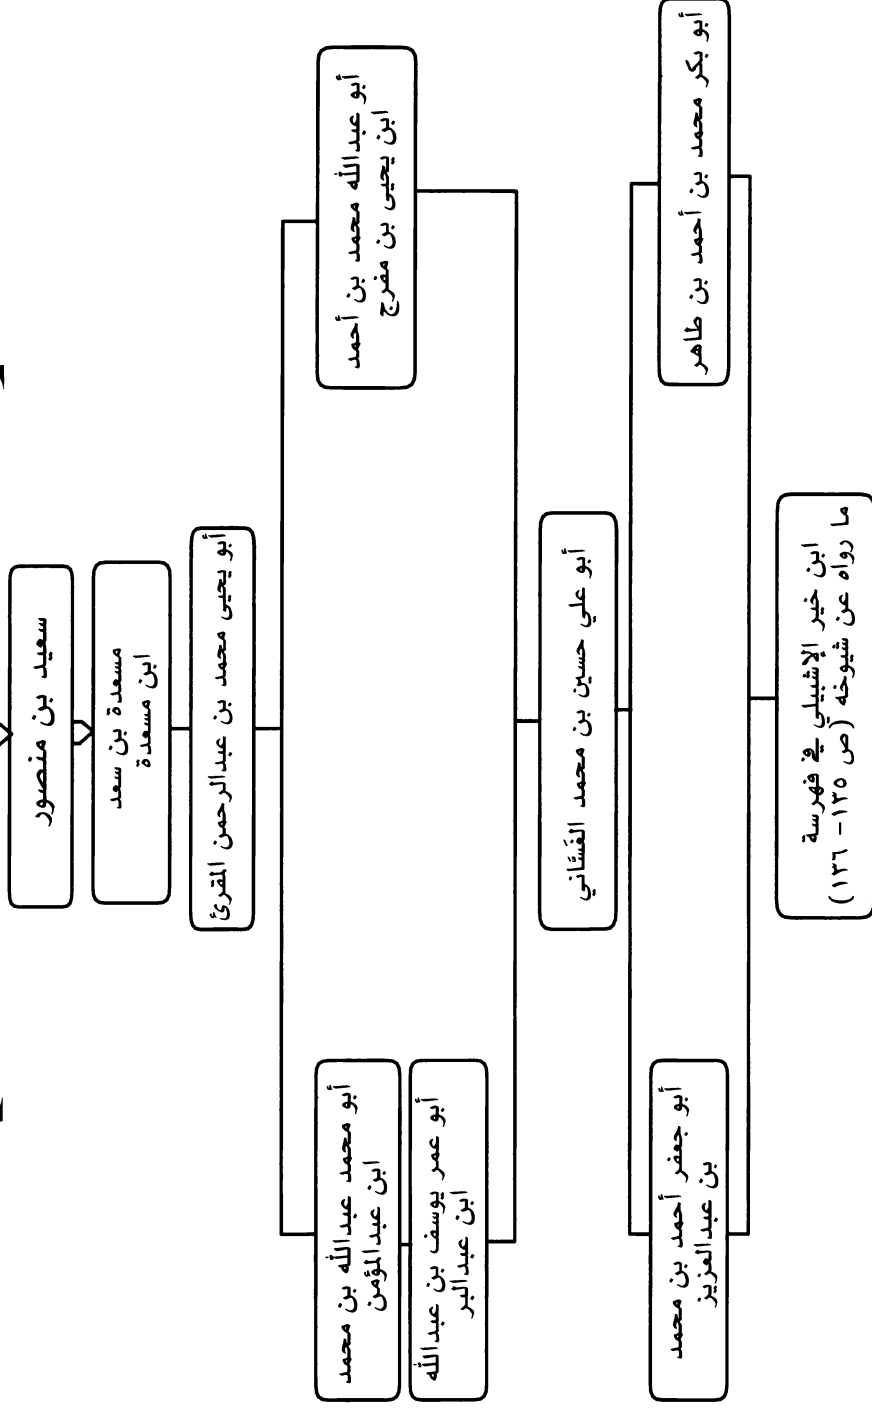 سعيد بن منصور
مسعدة بن سعد
ابن مسعدة
أبو يحيى محمد بن عبدالرحمن المقرئ
أبو عبدالله محمد بن أحمد
ابن يحيى بن مفرج
أبو محمد عبدالله بن محمد
ابن عبدالمؤمن
أبو عمر يوسف بن عبدالله
ابن عبدالبر
أبو علي حسين بن محمد الغَسَّاني
أبو بكر محمد بن أحمد بن طاهر
أبو جعفر أحمد بن محمد
بن عبدالعزيز
ابن خير الإشبيلي في فهرسة
ما رواه عن شيوخه (ص ١٣٥- ١٣٦)